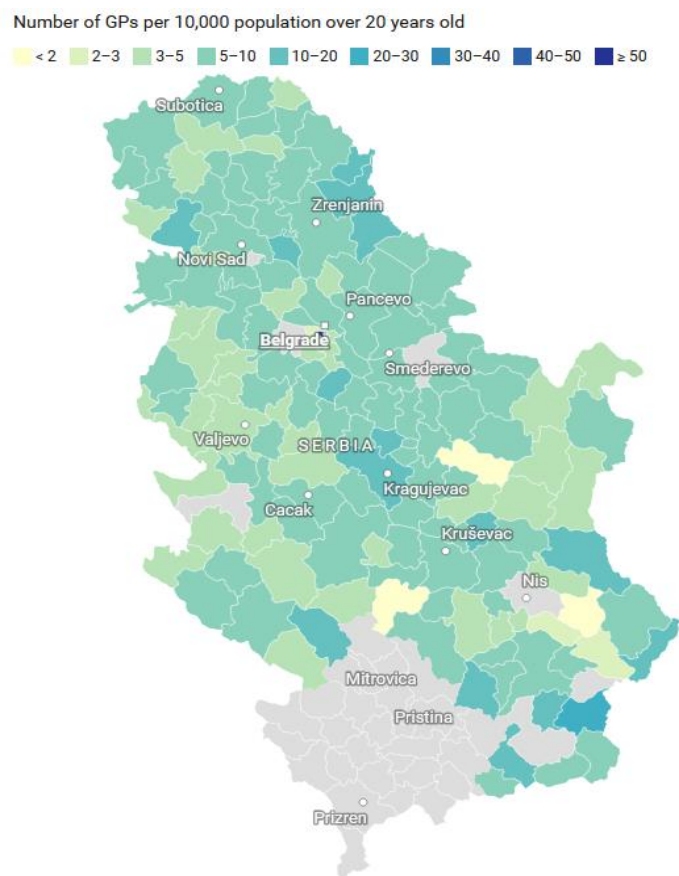 Number of GPs per 10,000 population over 20 years old
< 2 2–3 3–5 5–10 10–20 20–30 30–40 40–50 ≥ 50
Subotica
Zrenjanin
Novi Sad
Pancevo
Belgrade
Smederevo
Valjevo
SERBIA
Kragujevac
Cacak
Kruševac
Nis
Mitrovica
Pristina
Prizren